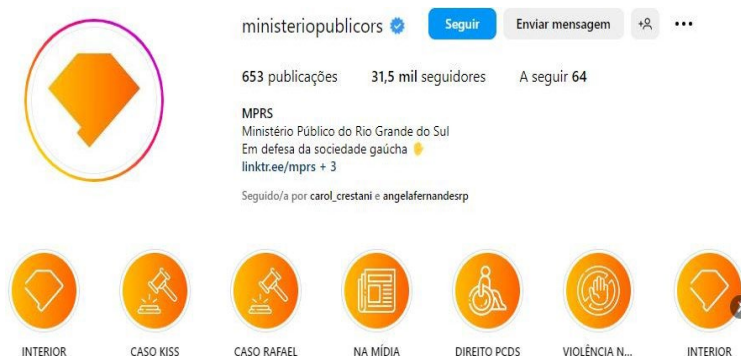 ministeriopublicors Seguir Enviar mensagem
653 publicações 31,5 mil seguidores A seguir 64
MPRS
Ministério Público do Rio Grande do Sul
Em defesa da sociedade gaúcha 🖐
linktr.ee/mprs + 3
Seguido/a por carol_crestani e angelafernandesrp
INTERIOR CASO KISS CASO RAFAEL NA MÍDIA DIREITO PCDS VIOLÊNCIA N... INTERIOR